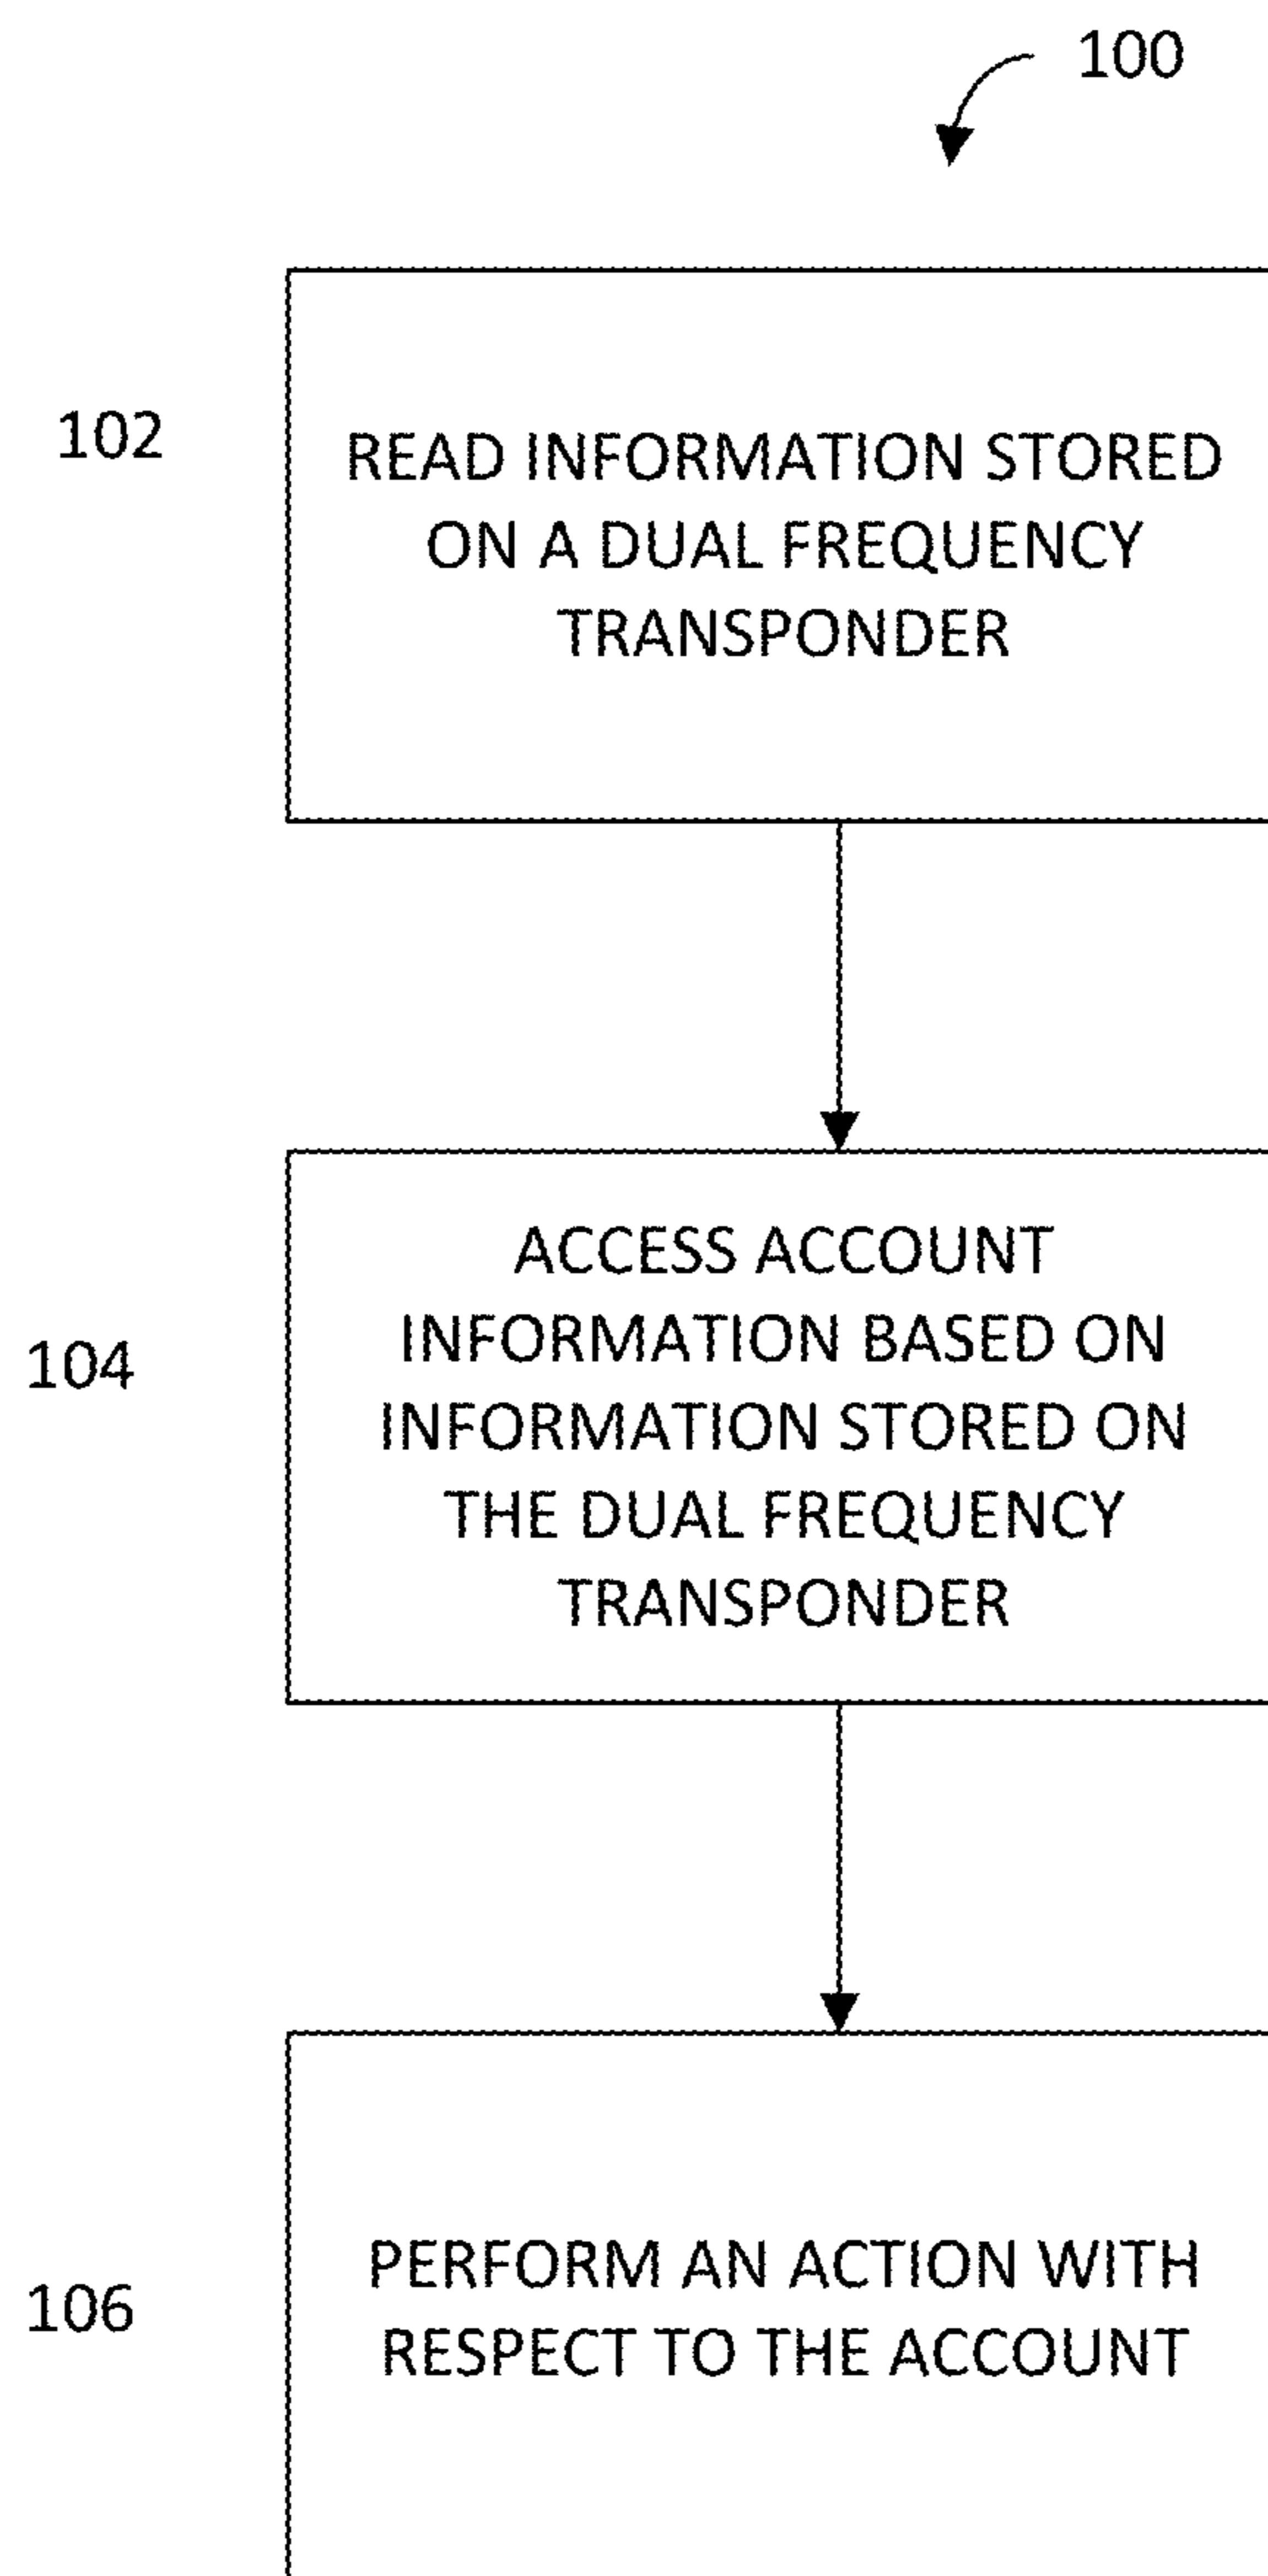 100
102
READ INFORMATION STORED
ON A DUAL FREQUENCY
TRANSPONDER
104
ACCESS ACCOUNT
INFORMATION BASED ON
INFORMATION STORED ON
THE DUAL FREQUENCY
TRANSPONDER
106
PERFORM AN ACTION WITH
RESPECT TO THE ACCOUNT